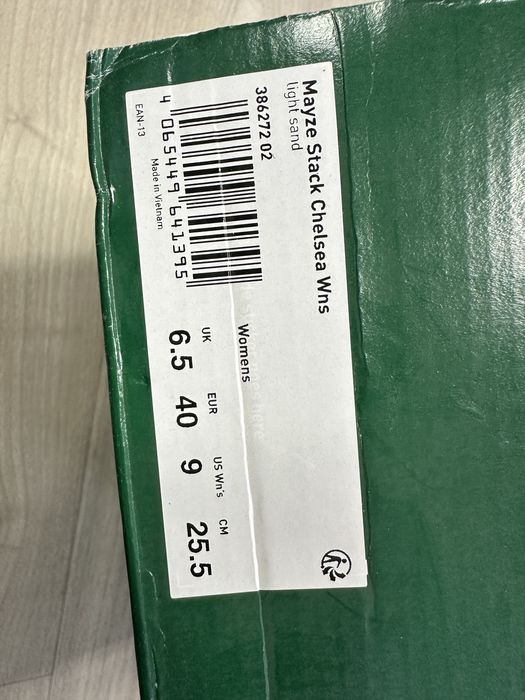 Mayze Stack Chelsea Wns
light sand
386272 02
4 065449 641395
EAN-13
Made in Vietnam
Womens
UK EUR US Wn's CM
6.5 40 9 25.5